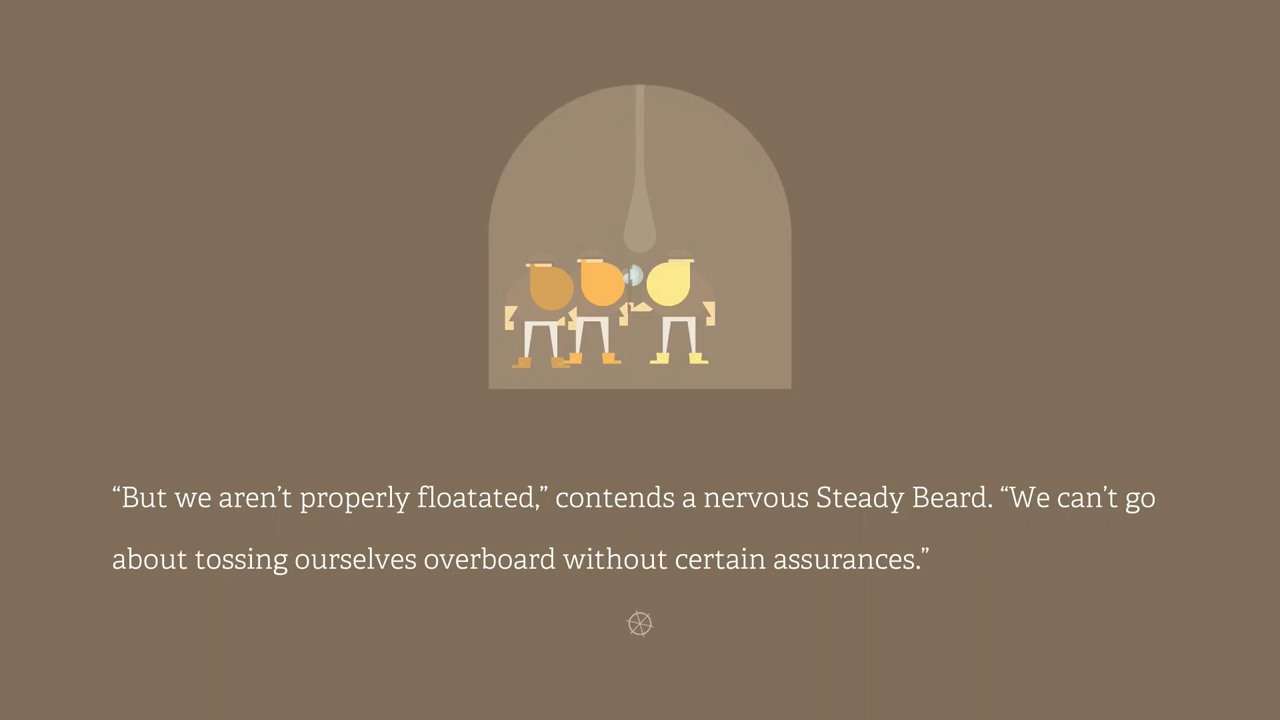 “But we aren’t properly floatated,” contends a nervous Steady Beard. “We can’t go
about tossing ourselves overboard without certain assurances.”